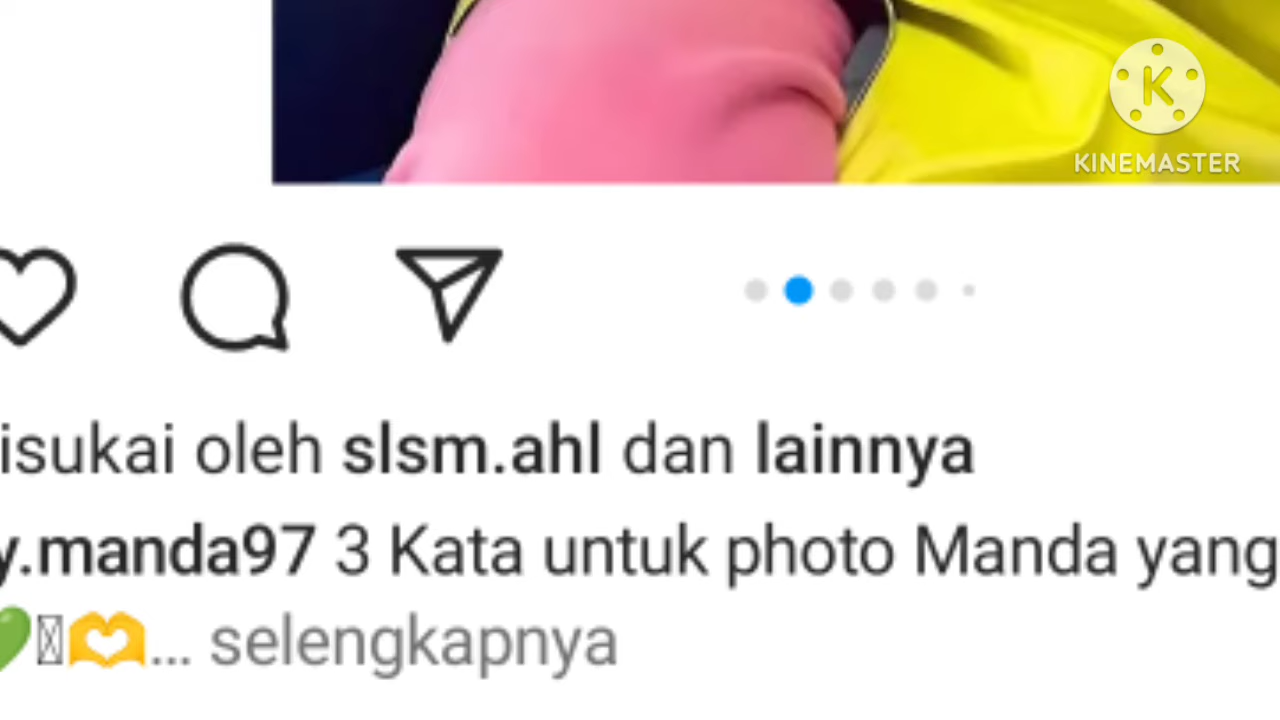 KINEMASTER
isukai oleh slsm.ahl dan lainnya
y.manda97 3 Kata untuk photo Manda yang
... selengkapnya